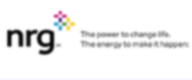 nrg
The power to change life.
The energy to make it happen: